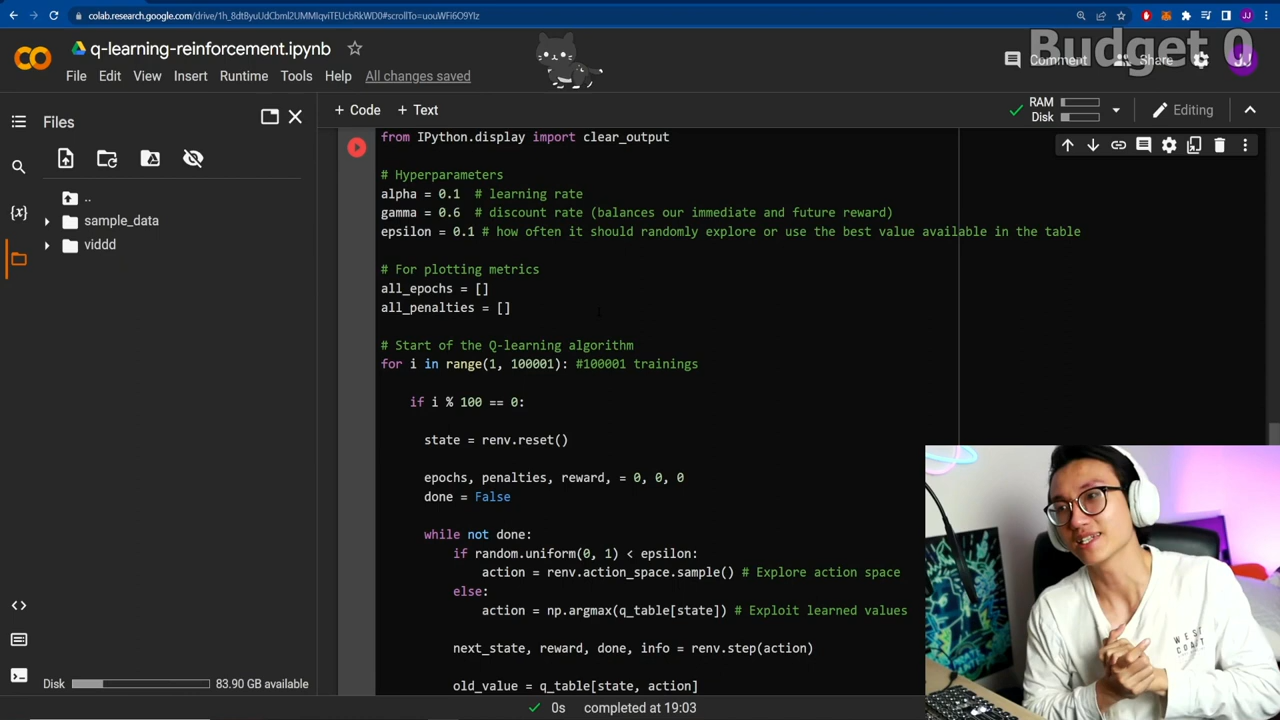 colab.research.google.com/drive/1h_8dtByuUdCbml2UMMIqviTEUcbRkWD0#scrollTo=uouWFi6O9YIz
JJ
q-learning-reinforcement.ipynb
Budget 0
Comment
Share
JJ
File Edit View Insert Runtime Tools Help All changes saved
Files
+ Code + Text
RAM
Disk
Editing
..
sample_data
viddd
from IPython.display import clear_output
# Hyperparameters
alpha = 0.1 # learning rate
gamma = 0.6 # discount rate (balances our immediate and future reward)
epsilon = 0.1 # how often it should randomly explore or use the best value available in the table
# For plotting metrics
all_epochs = []
all_penalties = []
# Start of the Q-learning algorithm
for i in range(1, 100001): #100001 trainings
if i % 100 == 0:
state = renv.reset()
epochs, penalties, reward, = 0, 0, 0
done = False
while not done:
if random.uniform(0, 1) < epsilon:
action = renv.action_space.sample() # Explore action space
else:
action = np.argmax(q_table[state]) # Exploit learned values
next_state, reward, done, info = renv.step(action)
old_value = q_table[state, action]
WEST
COAST
Disk
83.90 GB available
0s completed at 19:03